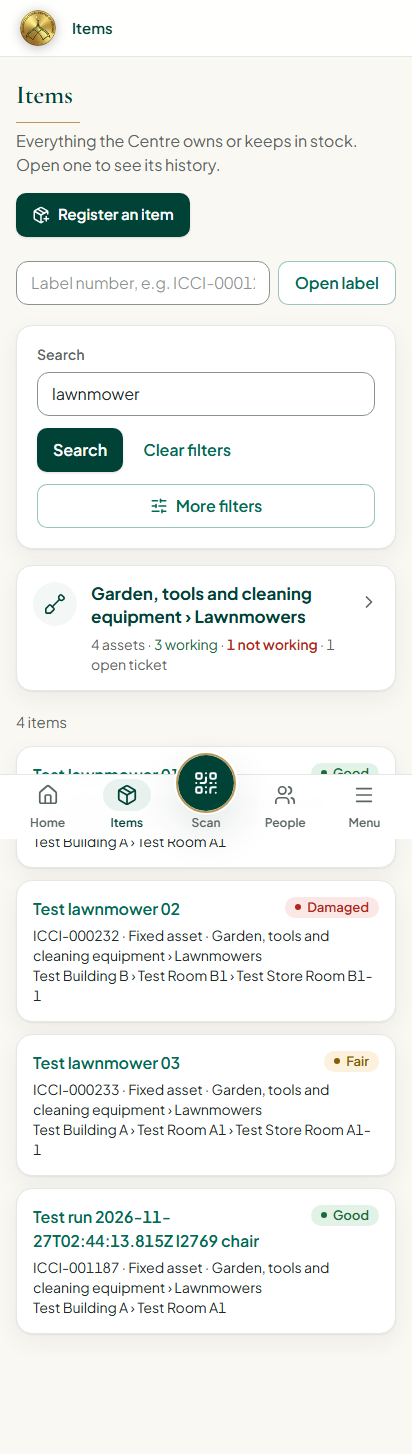 Items
Items
Everything the Centre owns or keeps in stock.
Open one to see its history.
Register an item
Label number, e.g. ICCI-00012
Open label
Search
lawnmower
Search
Clear filters
More filters
Garden, tools and cleaning
equipment › Lawnmowers
4 assets · 3 working · 1 not working · 1
open ticket
4 items
Test lawnmower 01
Good
Home
Items
Scan
People
Menu
Test Building A › Test Room A1
Test lawnmower 02
Damaged
ICCI-000232 · Fixed asset · Garden, tools and
cleaning equipment › Lawnmowers
Test Building B › Test Room B1 › Test Store Room B1-
1
Test lawnmower 03
Fair
ICCI-000233 · Fixed asset · Garden, tools and
cleaning equipment › Lawnmowers
Test Building A › Test Room A1 › Test Store Room A1-
1
Test run 2026-11-
27T02:44:13.815Z l2769 chair
Good
ICCI-001187 · Fixed asset · Garden, tools and
cleaning equipment › Lawnmowers
Test Building A › Test Room A1